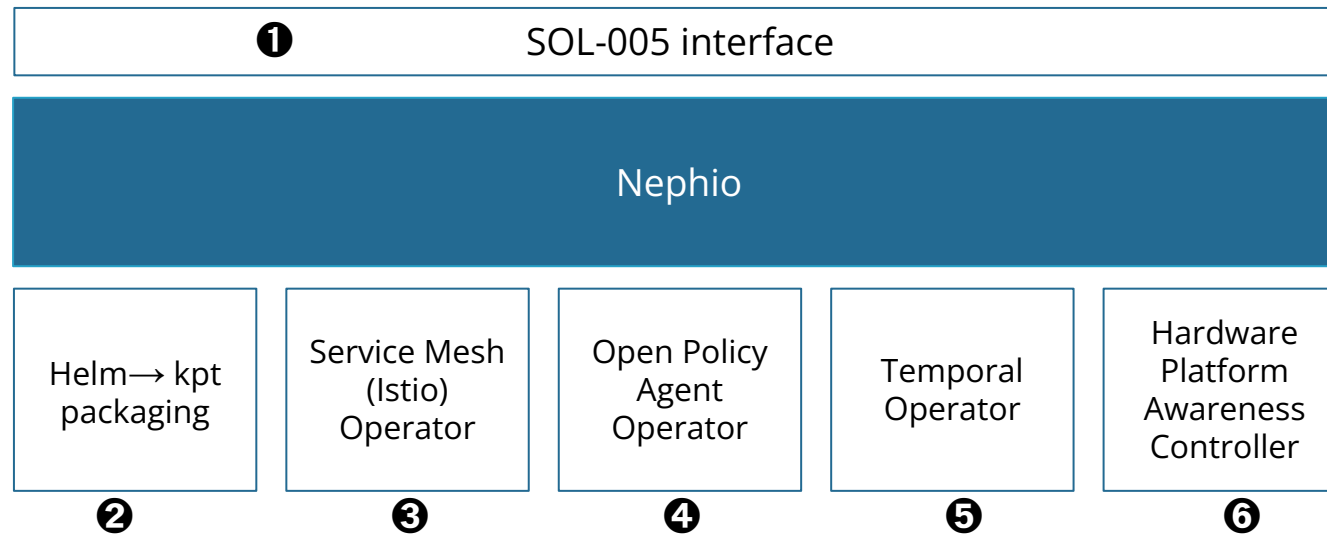 ❶ SOL-005 interface
Nephio
Helm→ kpt
packaging
Service Mesh
(Istio)
Operator
Open Policy
Agent
Operator
Temporal
Operator
Hardware
Platform
Awareness
Controller
❷ ❸ ❹ ❺ ❻